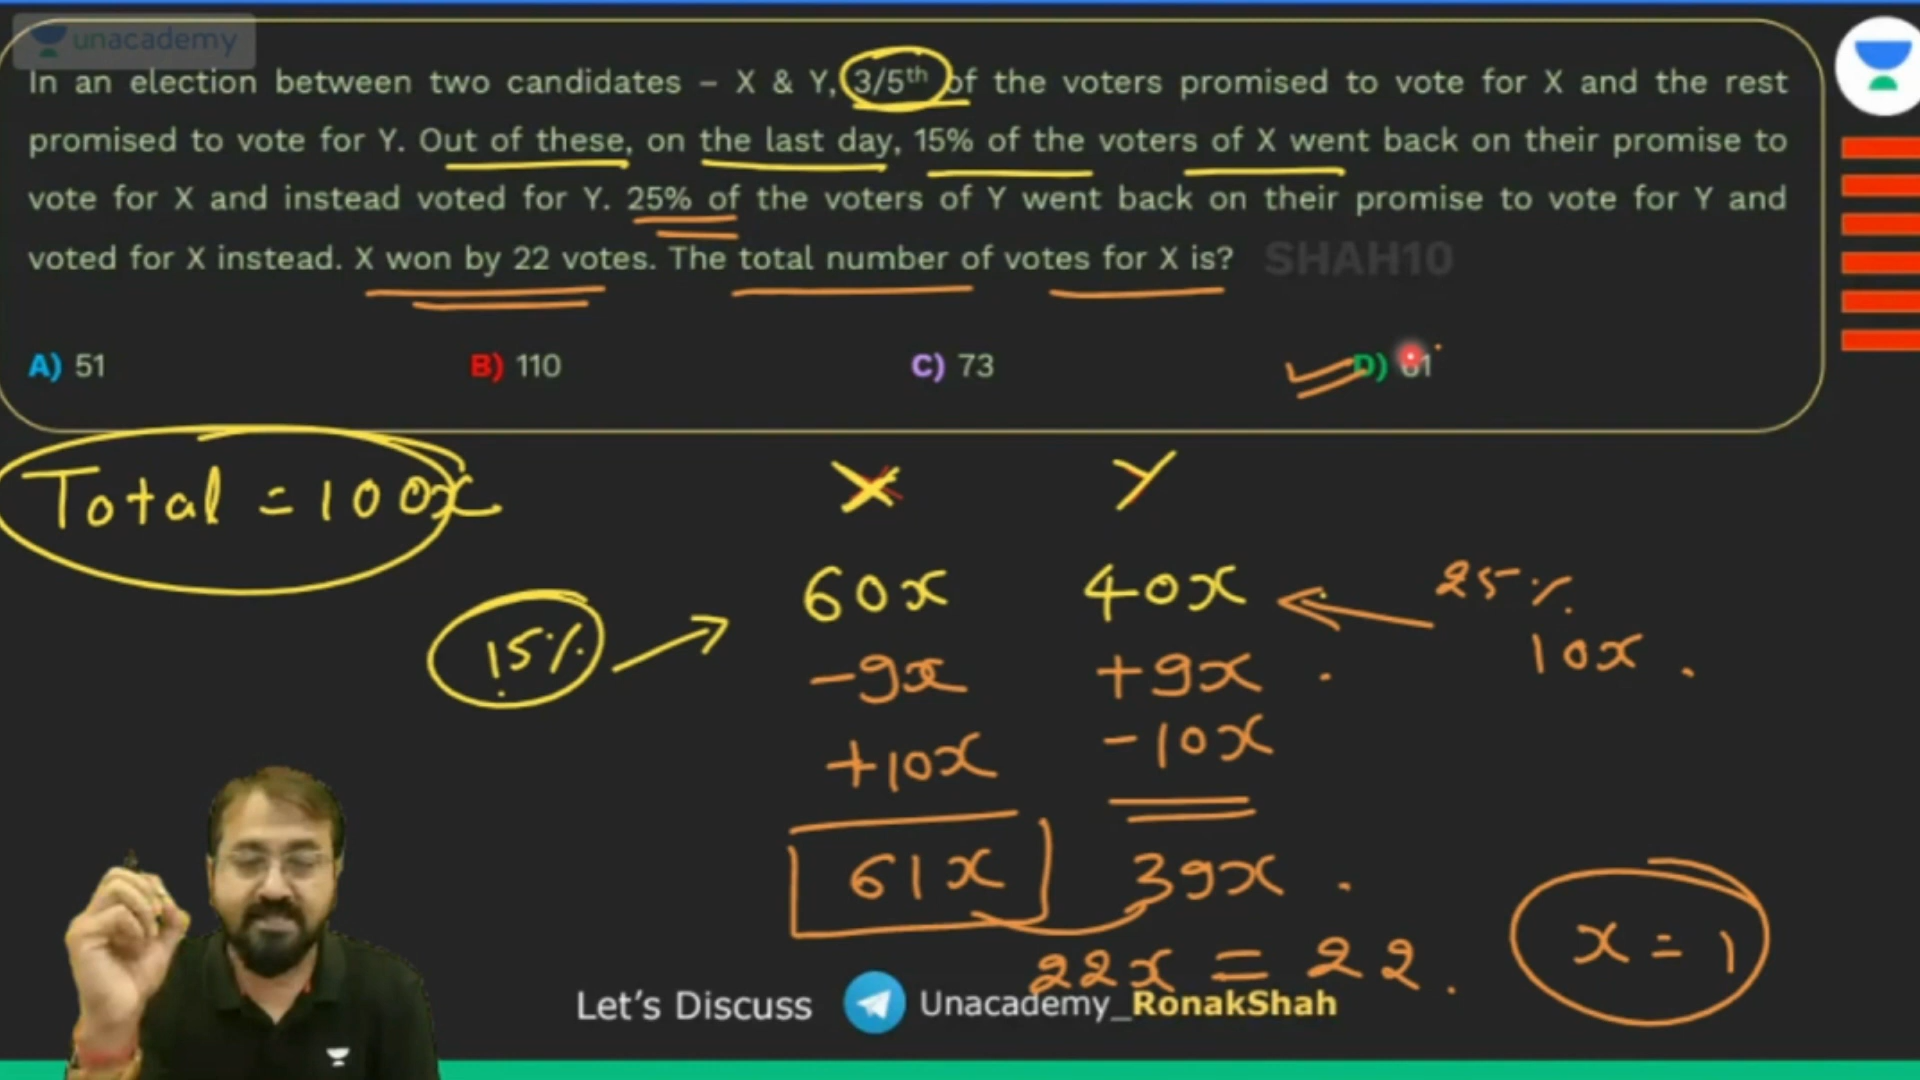 unacademy
In an election between two candidates – X & Y, 3/5th of the voters promised to vote for X and the rest
promised to vote for Y. Out of these, on the last day, 15% of the voters of X went back on their promise to
vote for X and instead voted for Y. 25% of the voters of Y went back on their promise to vote for Y and
voted for X instead. X won by 22 votes. The total number of votes for X is?
SHAH10
A) 51
B) 110
C) 73
D) 61
Total = 100x
X Y
60x 40x
25%
15%
-9x +9x
10x
+10x -10x
61x 39x
x = 1
22x = 22
Let's Discuss Unacademy_RonakShah